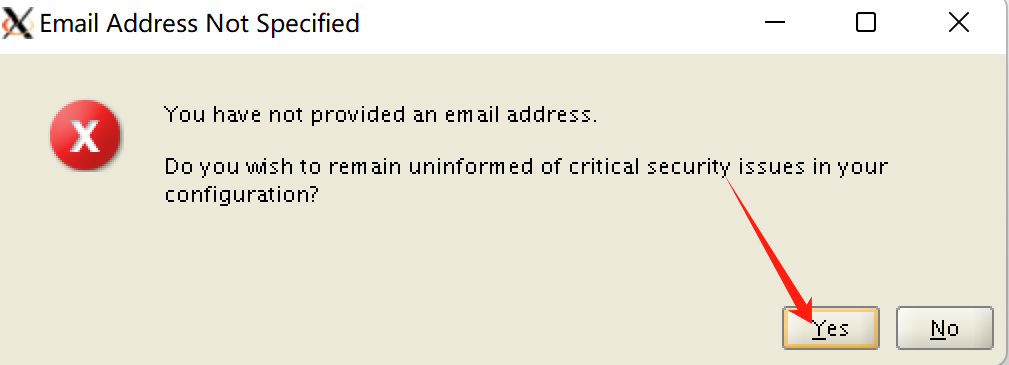 Email Address Not Specified
You have not provided an email address.
Do you wish to remain uninformed of critical security issues in your
configuration?
Yes No